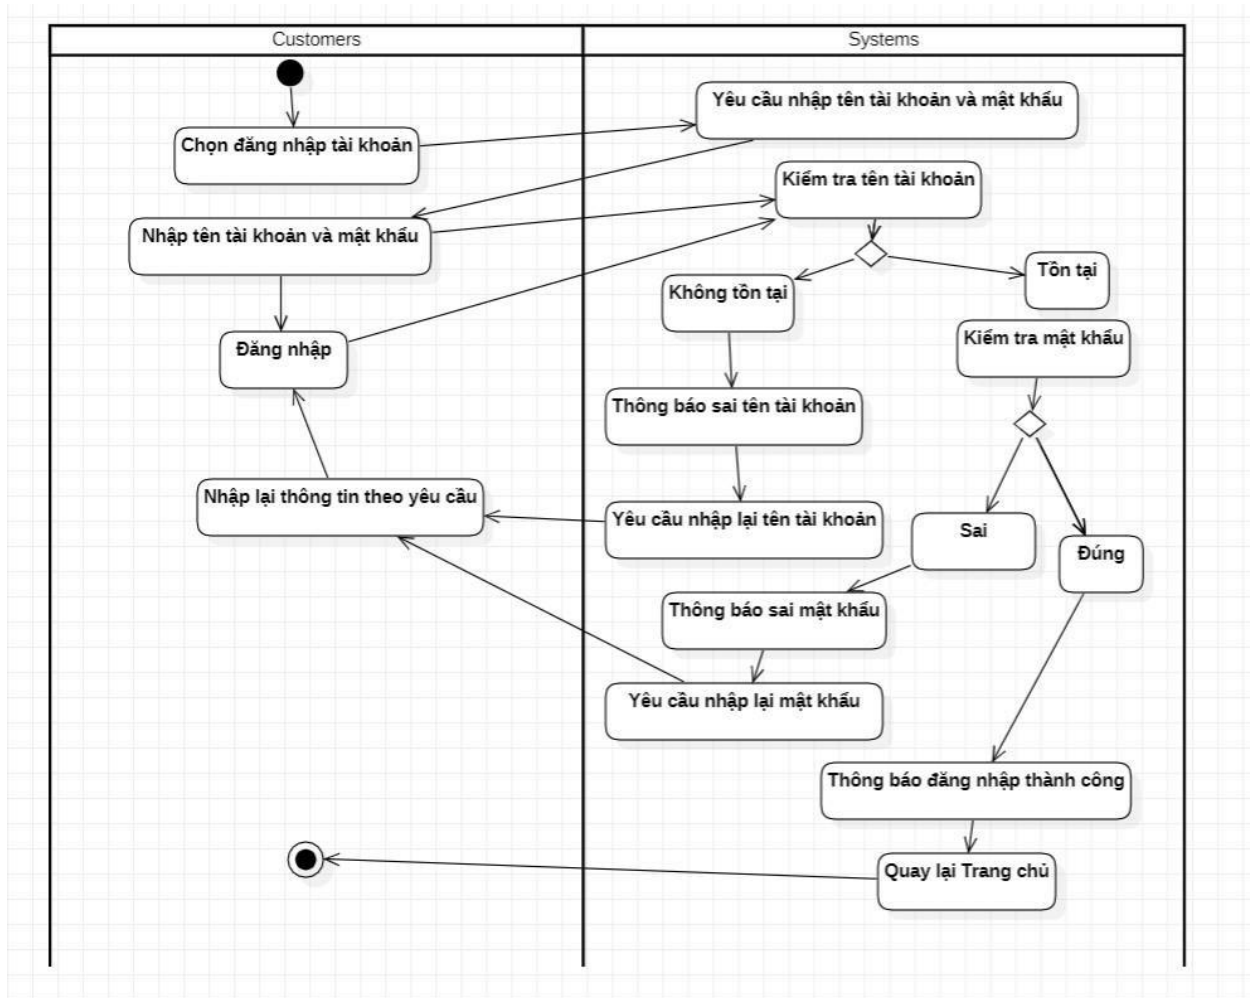 Customers
Systems
Yêu cầu nhập tên tài khoản và mật khẩu
Chọn đăng nhập tài khoản
Kiểm tra tên tài khoản
Nhập tên tài khoản và mật khẩu
Tồn tại
Không tồn tại
Kiểm tra mật khẩu
Đăng nhập
Thông báo sai tên tài khoản
Nhập lại thông tin theo yêu cầu
Yêu cầu nhập lại tên tài khoản
Sai
Đúng
Thông báo sai mật khẩu
Yêu cầu nhập lại mật khẩu
Thông báo đăng nhập thành công
Quay lại Trang chủ